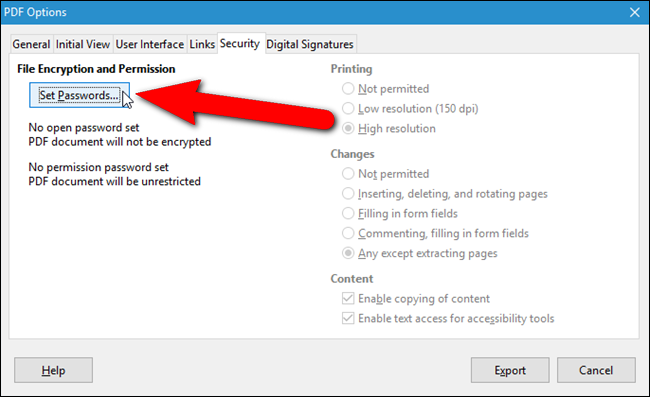 PDF Options
General Initial View User Interface Links Security Digital Signatures
File Encryption and Permission
Set Passwords...
No open password set
PDF document will not be encrypted
No permission password set
PDF document will be unrestricted
Printing
Not permitted
Low resolution (150 dpi)
High resolution
Changes
Not permitted
Inserting, deleting, and rotating pages
Filling in form fields
Commenting, filling in form fields
Any except extracting pages
Content
Enable copying of content
Enable text access for accessibility tools
Help
Export
Cancel